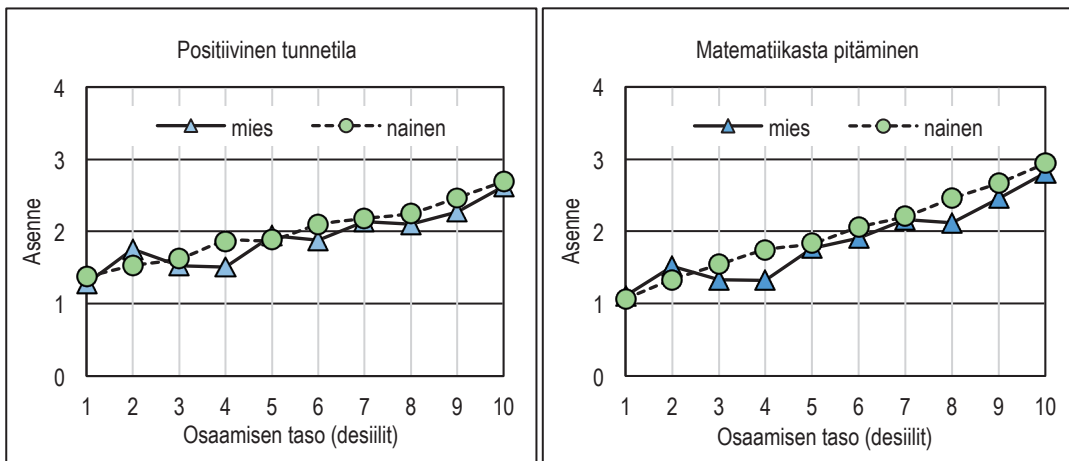 Positiivinen tunnetila
4
3
2
1
0
Asenne
mies
nainen
1 2 3 4 5 6 7 8 9 10
Osaamisen taso (desiilit)
Matematiikasta pitäminen
4
3
2
1
0
Asenne
mies
nainen
1 2 3 4 5 6 7 8 9 10
Osaamisen taso (desiilit)